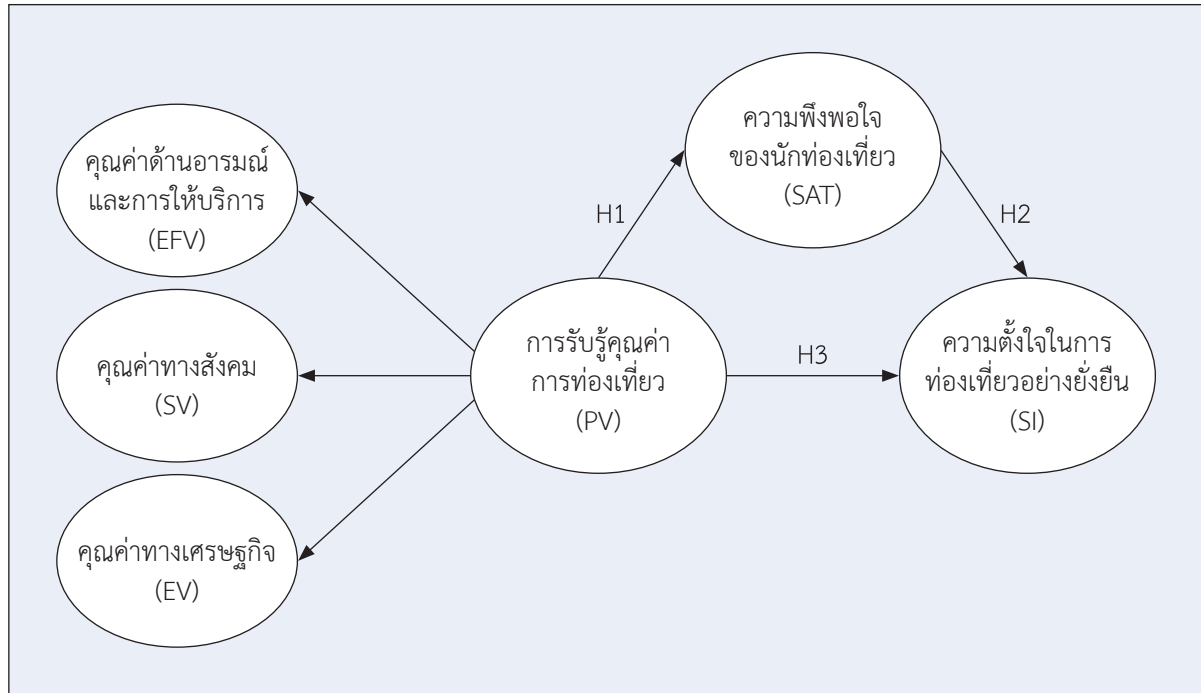 คุณค่าด้านอารมณ์
และการให้บริการ
(EFV)
คุณค่าทางสังคม
(SV)
คุณค่าทางเศรษฐกิจ
(EV)
การรับรู้คุณค่า
การท่องเที่ยว
(PV)
H1
ความพึงพอใจ
ของนักท่องเที่ยว
(SAT)
H2
H3
ความตั้งใจในการ
ท่องเที่ยวอย่างยั่งยืน
(SI)